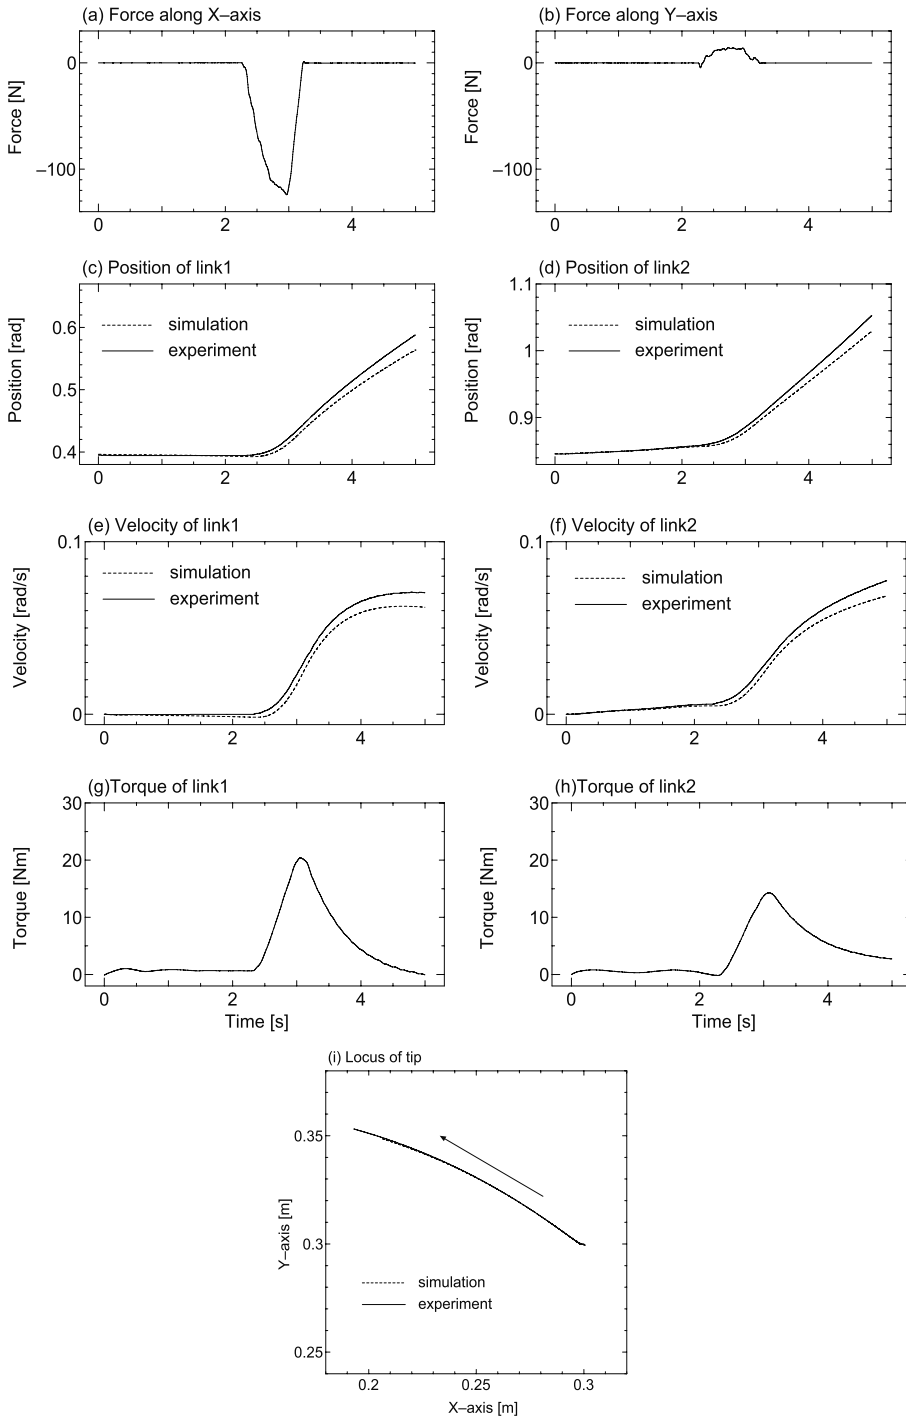 (a) Force along X–axis
Force [N]
0
–100
0 2 4
(b) Force along Y–axis
Force [N]
0
–100
0 2 4
(c) Position of link1
Position [rad]
0.6
0.5
0.4
simulation
experiment
0 2 4
(d) Position of link2
Position [rad]
1.1
1
0.9
simulation
experiment
0 2 4
(e) Velocity of link1
Velocity [rad/s]
0.1
0
simulation
experiment
0 2 4
(f) Velocity of link2
Velocity [rad/s]
0.1
0
simulation
experiment
0 2 4
(g)Torque of link1
Torque [Nm]
30
20
10
0
0 2 4
Time [s]
(h)Torque of link2
Torque [Nm]
30
20
10
0
0 2 4
Time [s]
(i) Locus of tip
Y–axis [m]
0.35
0.3
0.25
simulation
experiment
0.2 0.25 0.3
X–axis [m]